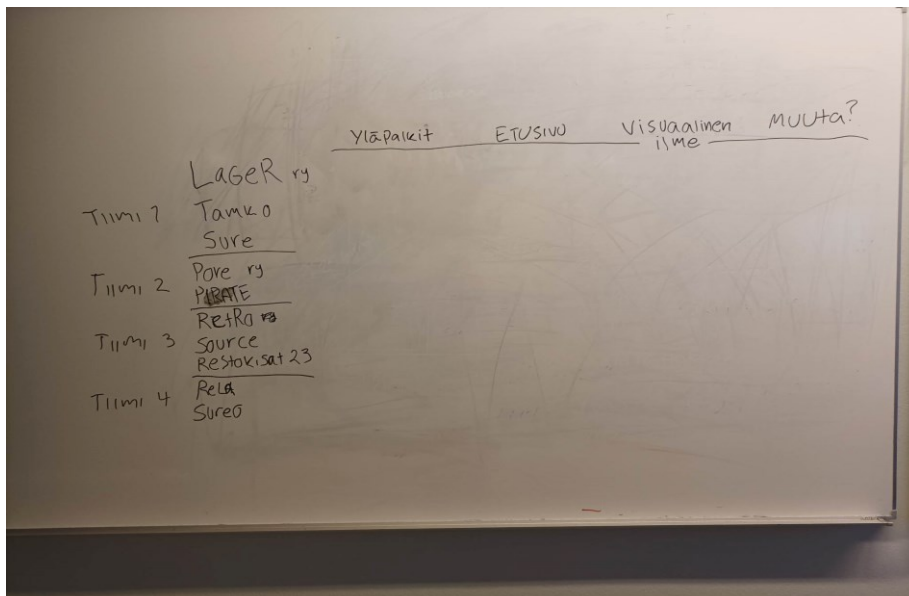 Yläpalkit ETUSIVU Visuaalinen ilme MUUta?
LaGeR ry
Tiimi 1 Tamko
Sure
Tiimi 2 Pore ry
PIRATE
RetRo
Tiimi 3 Source
Restokisat 23
Tiimi 4 ReLa
Sureo